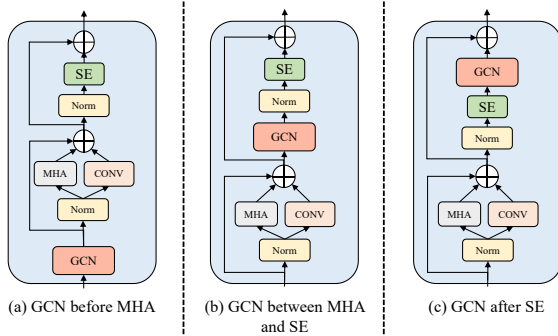 SE
Norm
MHA
CONV
Norm
GCN
(a) GCN before MHA
SE
Norm
GCN
MHA
CONV
Norm
(b) GCN between MHA
and SE
GCN
SE
Norm
MHA
CONV
Norm
(c) GCN after SE